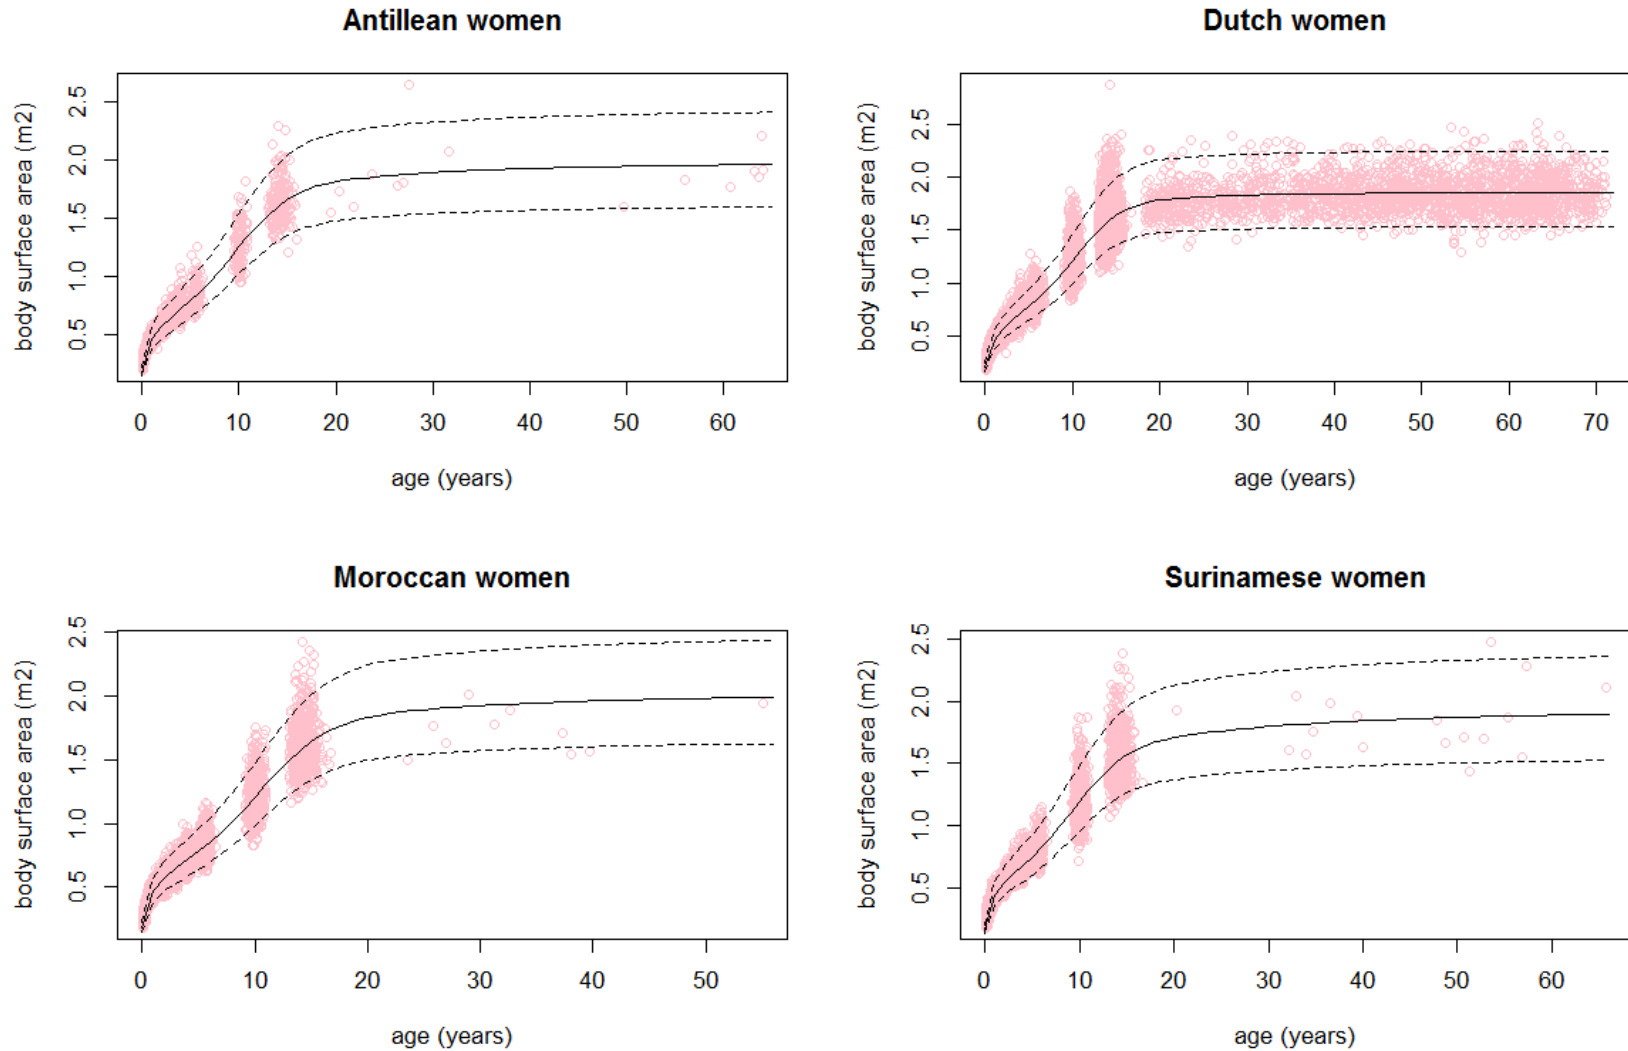 Antillean women
body surface area (m2)
0.5 1.0 1.5 2.0 2.5
0 10 20 30 40 50 60
age (years)
Dutch women
body surface area (m2)
0.5 1.0 1.5 2.0 2.5
0 10 20 30 40 50 60 70
age (years)
Moroccan women
body surface area (m2)
0.5 1.0 1.5 2.0 2.5
0 10 20 30 40 50
age (years)
Surinamese women
body surface area (m2)
0.5 1.0 1.5 2.0 2.5
0 10 20 30 40 50 60
age (years)